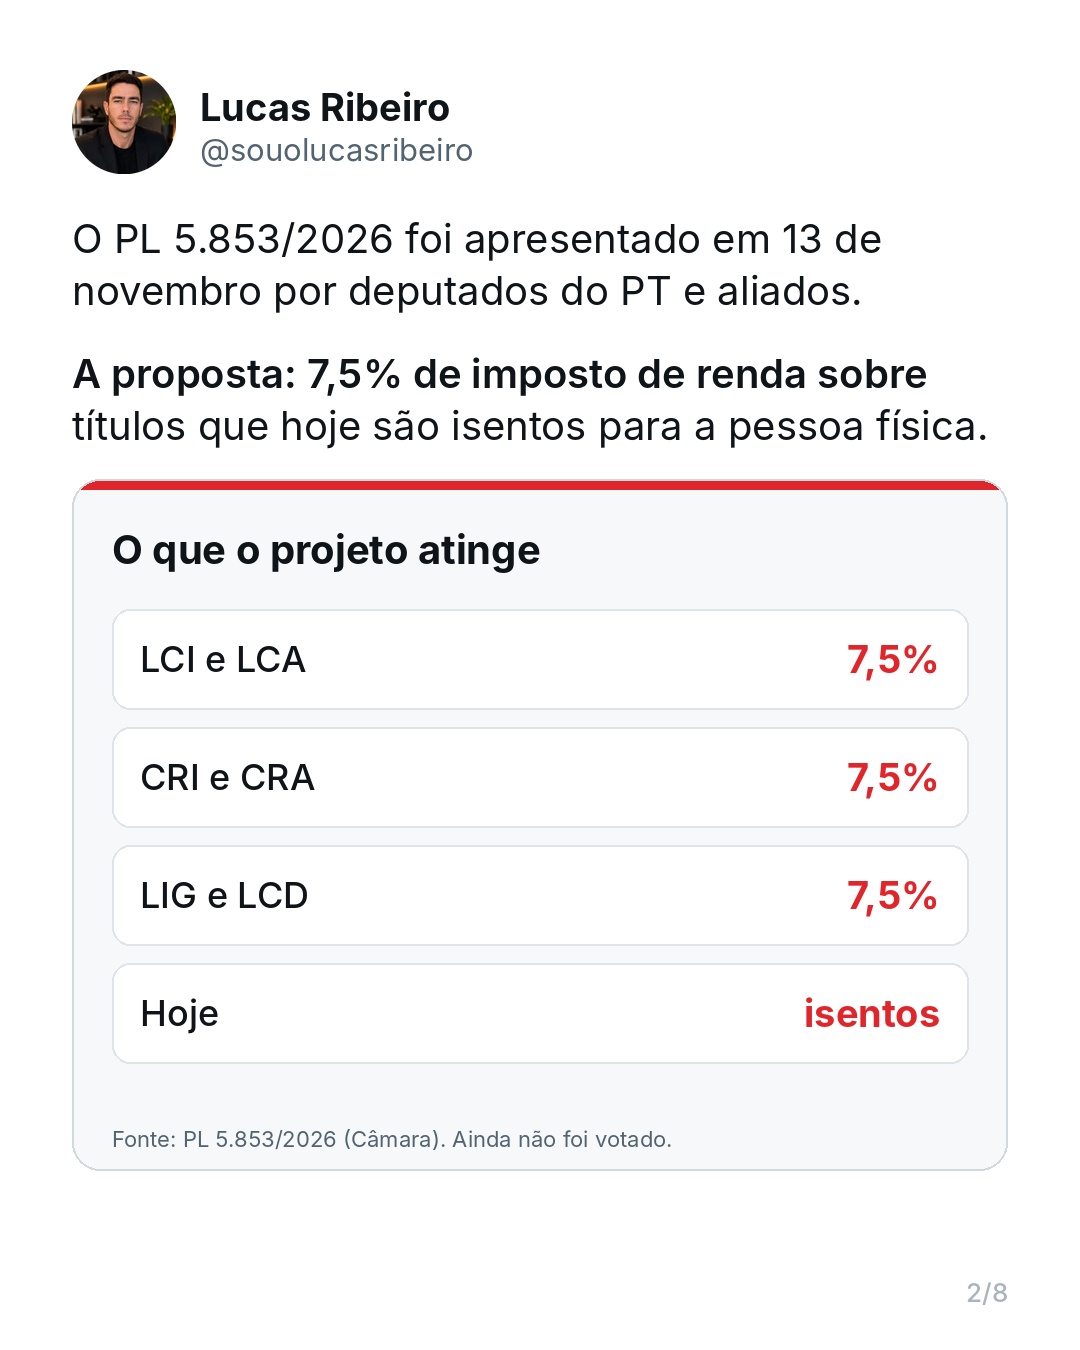 Lucas Ribeiro
@souolucasribeiro
O PL 5.853/2026 foi apresentado em 13 de
novembro por deputados do PT e aliados.
A proposta: 7,5% de imposto de renda sobre
títulos que hoje são isentos para a pessoa física.
O que o projeto atinge
LCI e LCA 7,5%
CRI e CRA 7,5%
LIG e LCD 7,5%
Hoje isentos
Fonte: PL 5.853/2026 (Câmara). Ainda não foi votado.
2/8